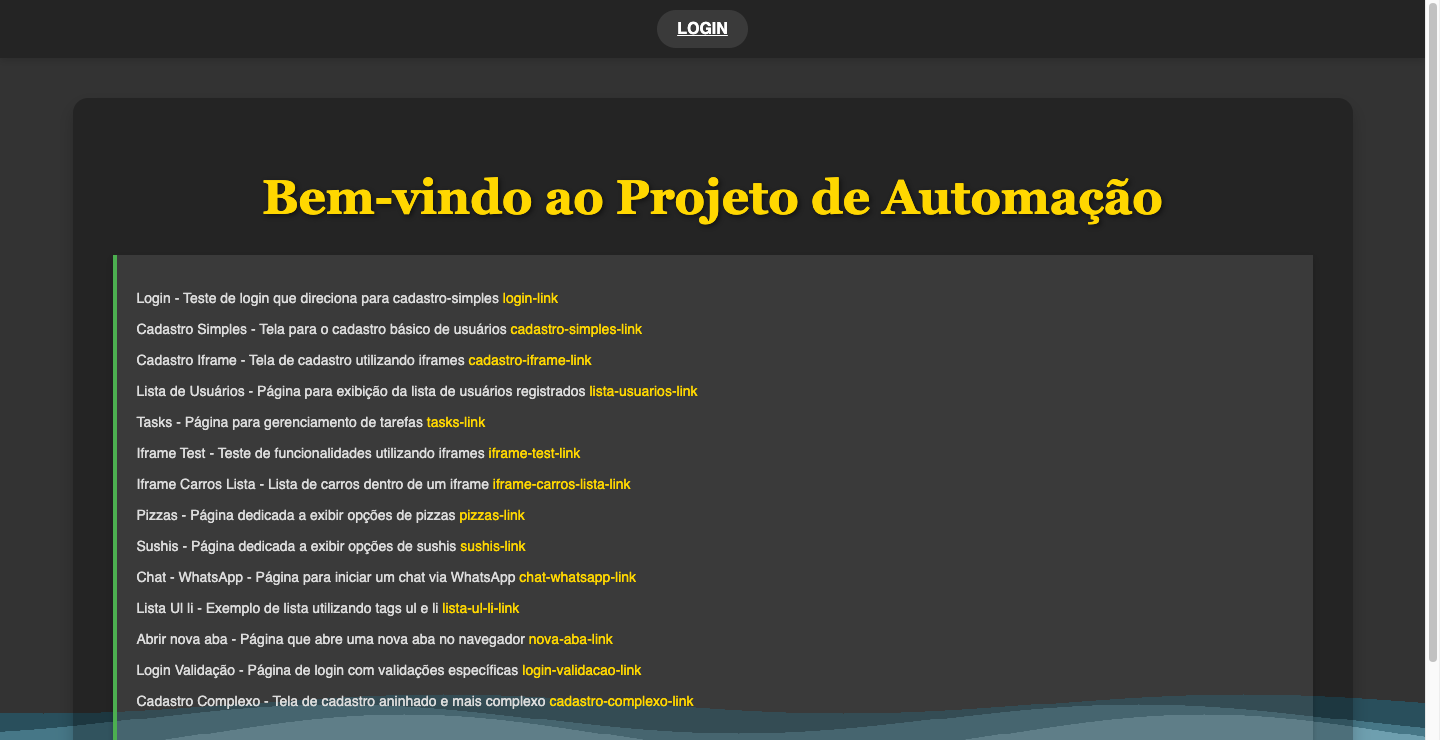 LOGIN
Bem-vindo ao Projeto de Automação
Login - Teste de login que direciona para cadastro-simples login-link
Cadastro Simples - Tela para o cadastro básico de usuários cadastro-simples-link
Cadastro Iframe - Tela de cadastro utilizando iframes cadastro-iframe-link
Lista de Usuários - Página para exibição da lista de usuários registrados lista-usuarios-link
Tasks - Página para gerenciamento de tarefas tasks-link
Iframe Test - Teste de funcionalidades utilizando iframes iframe-test-link
Iframe Carros Lista - Lista de carros dentro de um iframe iframe-carros-lista-link
Pizzas - Página dedicada a exibir opções de pizzas pizzas-link
Sushis - Página dedicada a exibir opções de sushis sushis-link
Chat - WhatsApp - Página para iniciar um chat via WhatsApp chat-whatsapp-link
Lista Ul li - Exemplo de lista utilizando tags ul e li lista-ul-li-link
Abrir nova aba - Página que abre uma nova aba no navegador nova-aba-link
Login Validação - Página de login com validações específicas login-validacao-link
Cadastro Complexo - Tela de cadastro aninhado e mais complexo cadastro-complexo-link